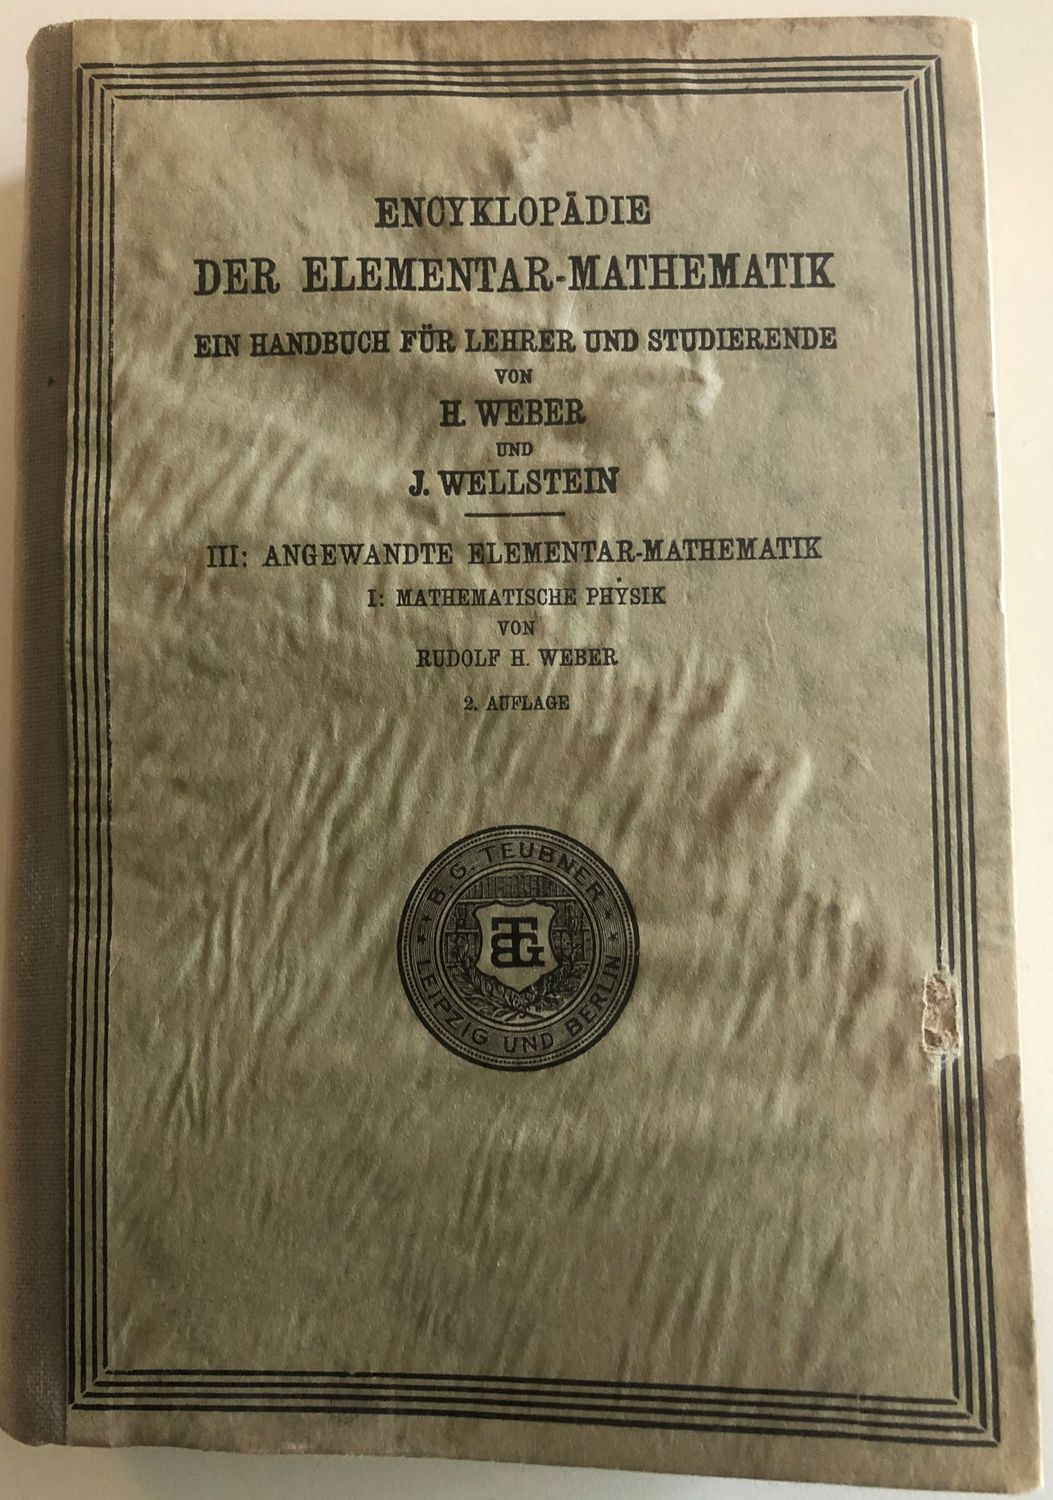 ENCYKLOPÄDIE
DER ELEMENTAR-MATHEMATIK
EIN HANDBUCH FÜR LEHRER UND STUDIERENDE
VON
H. WEBER
UND
J. WELLSTEIN
III: ANGEWANDTE ELEMENTAR-MATHEMATIK
I: MATHEMATISCHE PHYSIK
VON
RUDOLF H. WEBER
2. AUFLAGE
B. G. TEUBNER
BTG
LEIPZIG UND BERLIN